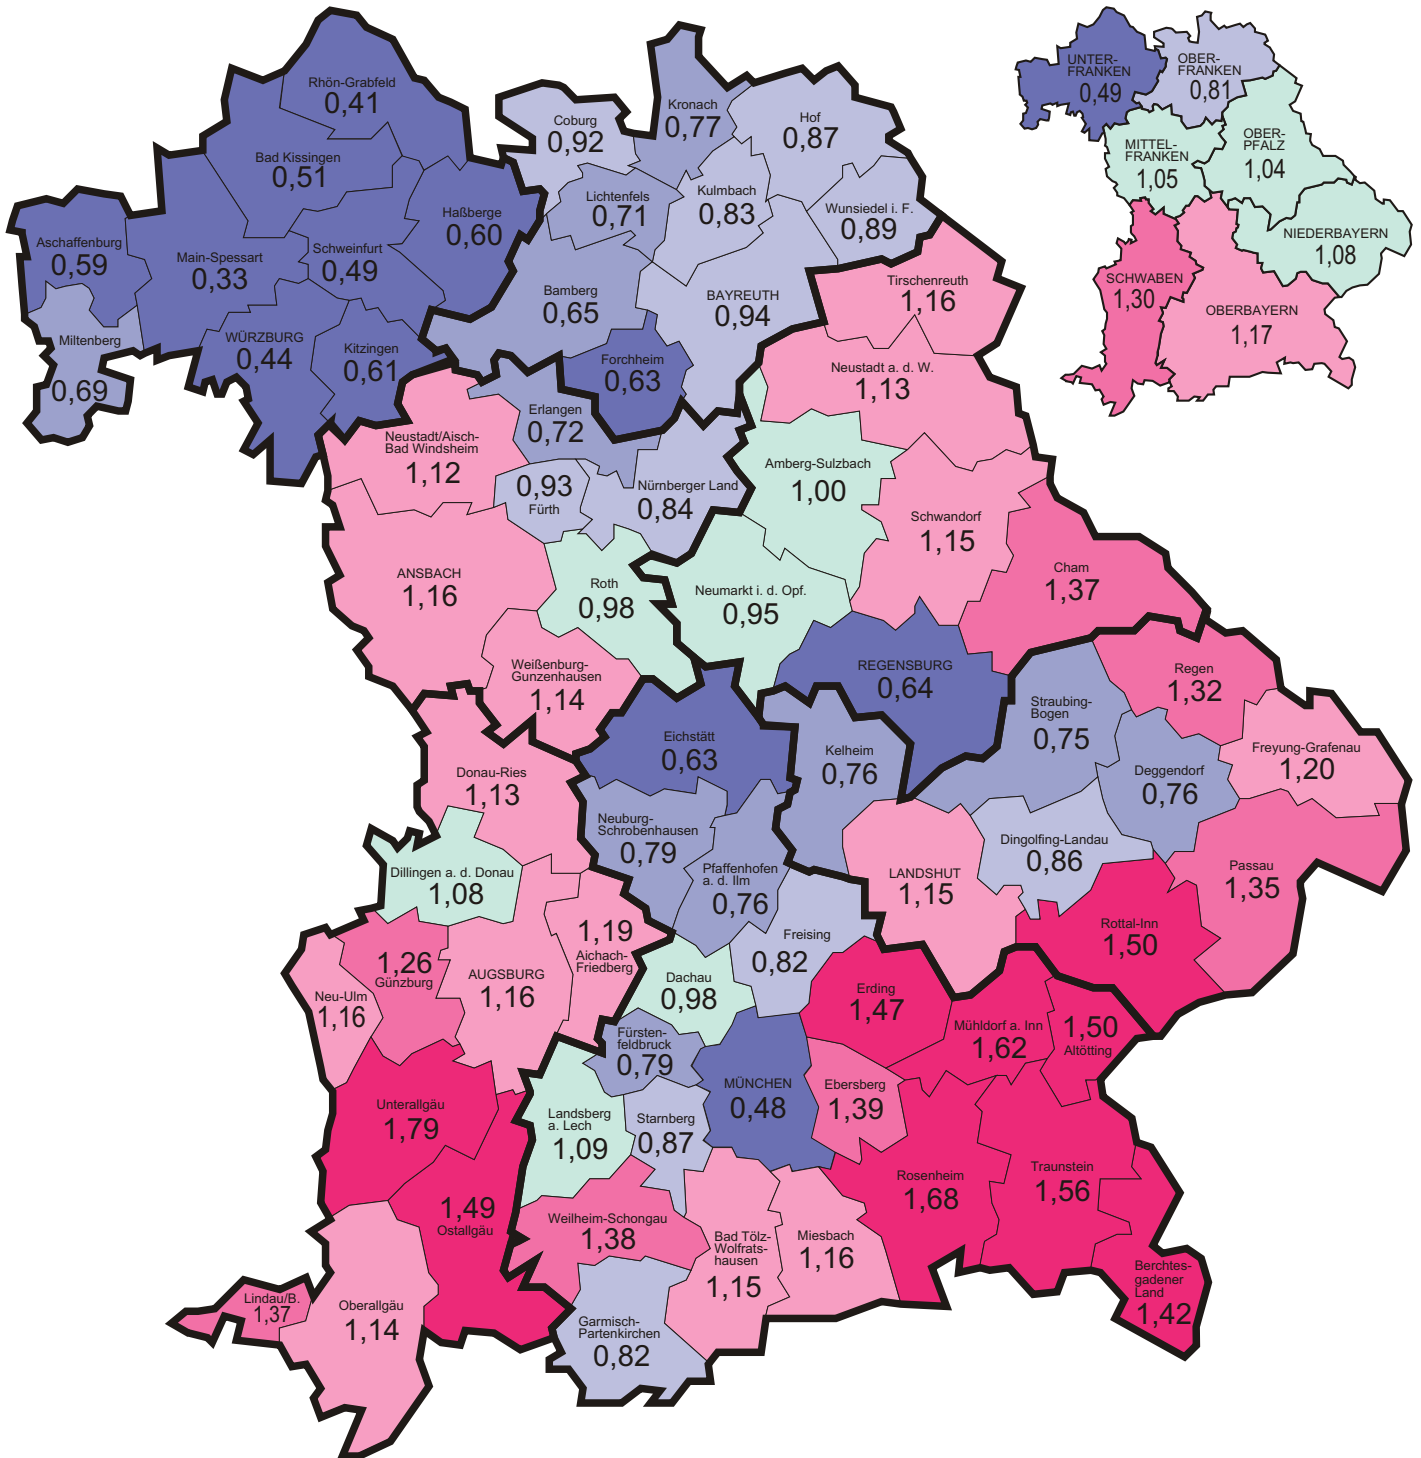 Rhön-Grabfeld
0,41
Bad Kissingen
0,51
Haßberge
0,60
Aschaffenburg
0,59
Main-Spessart
0,33
Schweinfurt
0,49
Miltenberg
0,69
WÜRZBURG
0,44
Kitzingen
0,61
Coburg
0,92
Kronach
0,77
Hof
0,87
Lichtenfels
0,71
Kulmbach
0,83
Wunsiedel i. F.
0,89
Bamberg
0,65
BAYREUTH
0,94
Forchheim
0,63
Tirschenreuth
1,16
Neustadt a. d. W.
1,13
Amberg-Sulzbach
1,00
Schwandorf
1,15
Cham
1,37
Neumarkt i. d. Opf.
0,95
REGENSBURG
0,64
Neustadt/Aisch-
Bad Windsheim
1,12
Erlangen
0,72
0,93
Fürth
Nürnberger Land
0,84
ANSBACH
1,16
Roth
0,98
Weißenburg-
Gunzenhausen
1,14
Straubing-
Bogen
0,75
Regen
1,32
Freyung-Grafenau
1,20
Deggendorf
0,76
Kelheim
0,76
Dingolfing-Landau
0,86
LANDSHUT
1,15
Passau
1,35
Rottal-Inn
1,50
Donau-Ries
1,13
Dillingen a. d. Donau
1,08
1,26
Günzburg
Neu-Ulm
1,16
AUGSBURG
1,16
1,19
Aichach-
Friedberg
Unterallgäu
1,79
1,49
Ostallgäu
Lindau/B.
1,37
Oberallgäu
1,14
Eichstätt
0,63
Neuburg-
Schrobenhausen
0,79
Pfaffenhofen
a. d. Ilm
0,76
Freising
0,82
Dachau
0,98
Erding
1,47
Mühldorf a. Inn
1,62
1,50
Altötting
Fürsten-
feldbruck
0,79
MÜNCHEN
0,48
Ebersberg
1,39
Landsberg
a. Lech
1,09
Starnberg
0,87
Weilheim-Schongau
1,38
Bad Tölz-
Wolfrats-
hausen
1,15
Miesbach
1,16
Rosenheim
1,68
Traunstein
1,56
Berchtes-
gadener
Land
1,42
Garmisch-
Partenkirchen
0,82
UNTER-
FRANKEN
0,49
OBER-
FRANKEN
0,81
MITTEL-
FRANKEN
1,05
OBER-
PFALZ
1,04
NIEDERBAYERN
1,08
SCHWABEN
1,30
OBERBAYERN
1,17